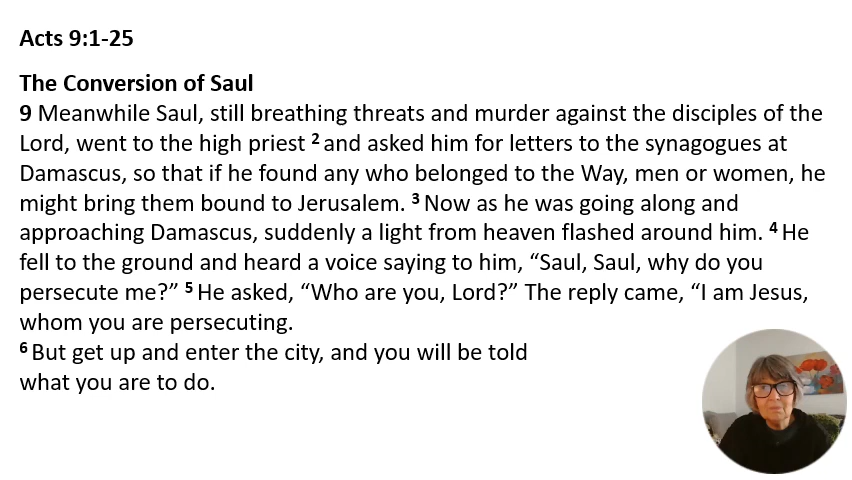 Acts 9:1-25
The Conversion of Saul
9 Meanwhile Saul, still breathing threats and murder against the disciples of the
Lord, went to the high priest 2 and asked him for letters to the synagogues at
Damascus, so that if he found any who belonged to the Way, men or women, he
might bring them bound to Jerusalem. 3 Now as he was going along and
approaching Damascus, suddenly a light from heaven flashed around him. 4 He
fell to the ground and heard a voice saying to him, “Saul, Saul, why do you
persecute me?” 5 He asked, “Who are you, Lord?” The reply came, “I am Jesus,
whom you are persecuting.
6 But get up and enter the city, and you will be told
what you are to do.